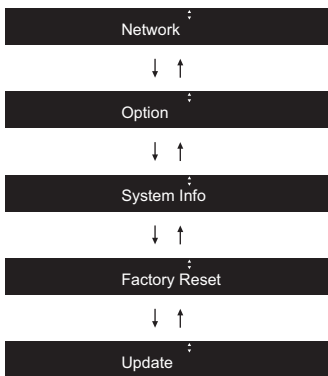 Network
Option
System Info
Factory Reset
Update